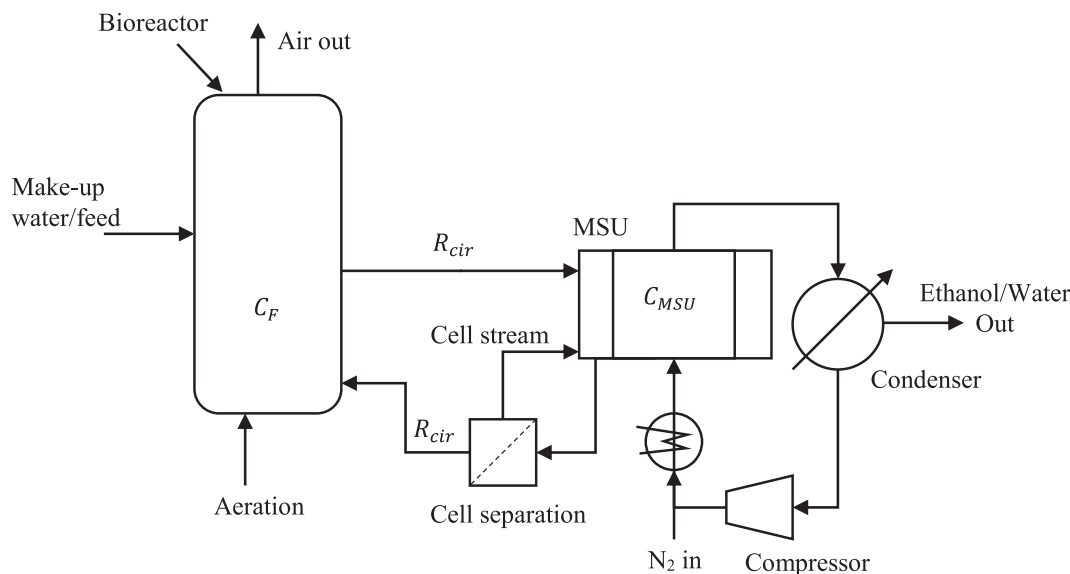 Bioreactor
Air out
Make-up
water/feed
C_F
R_cir
MSU
C_MSU
Ethanol/Water
Out
Cell stream
Condenser
R_cir
Aeration
Cell separation
N₂ in
Compressor